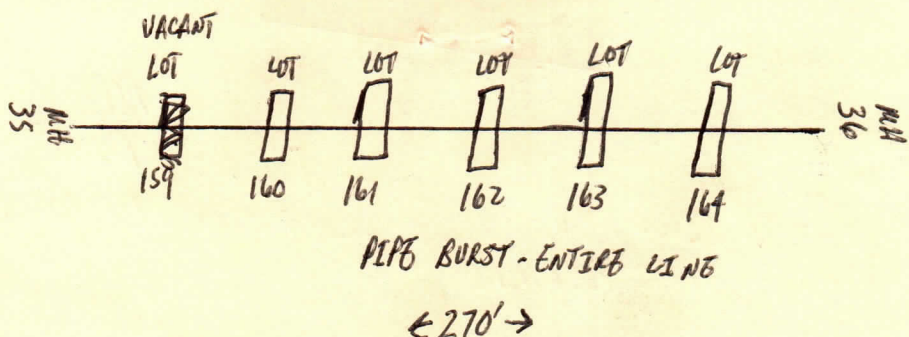 VACANT
LOT LOT LOT LOT LOT LOT
MH 35
MH 36
159 160 161 162 163 164
PIPE BURST - ENTIRE LINE
← 270' →